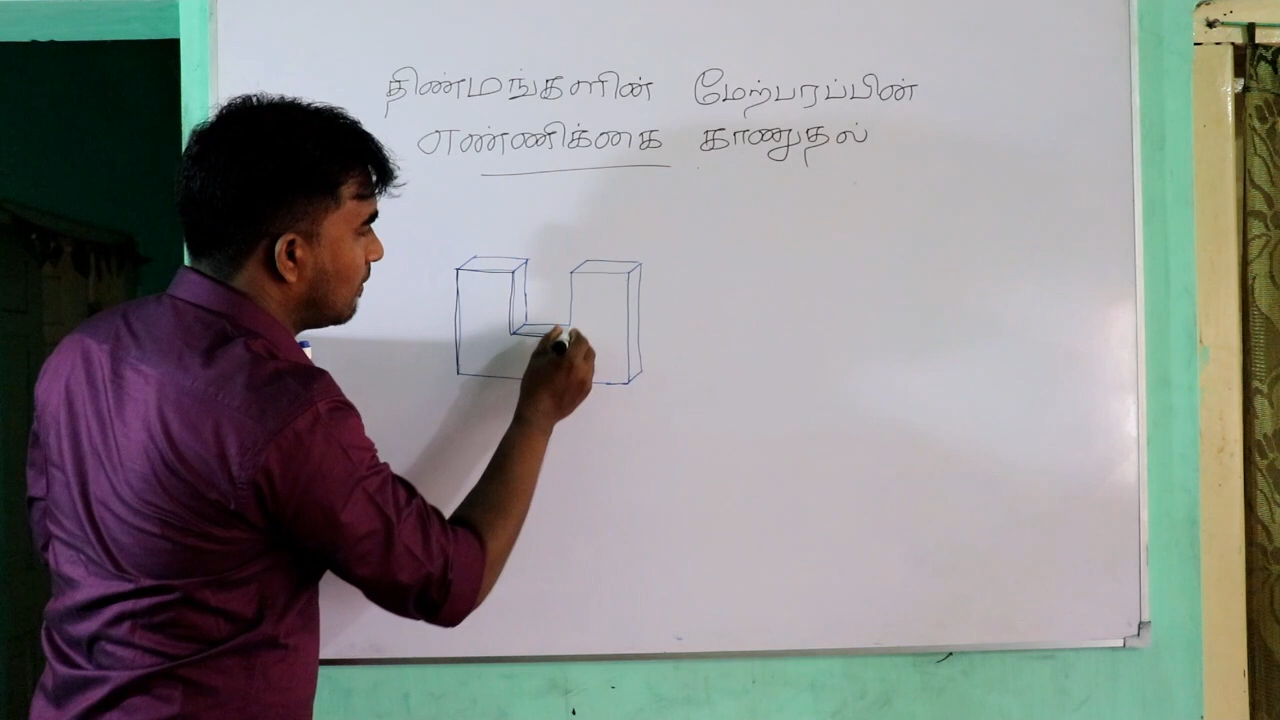 திண்மங்களின் மேற்பரப்பின்
எண்ணிக்கை காணுதல்